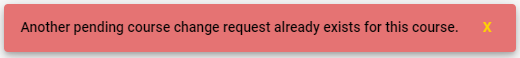 Another pending course change request already exists for this course. X